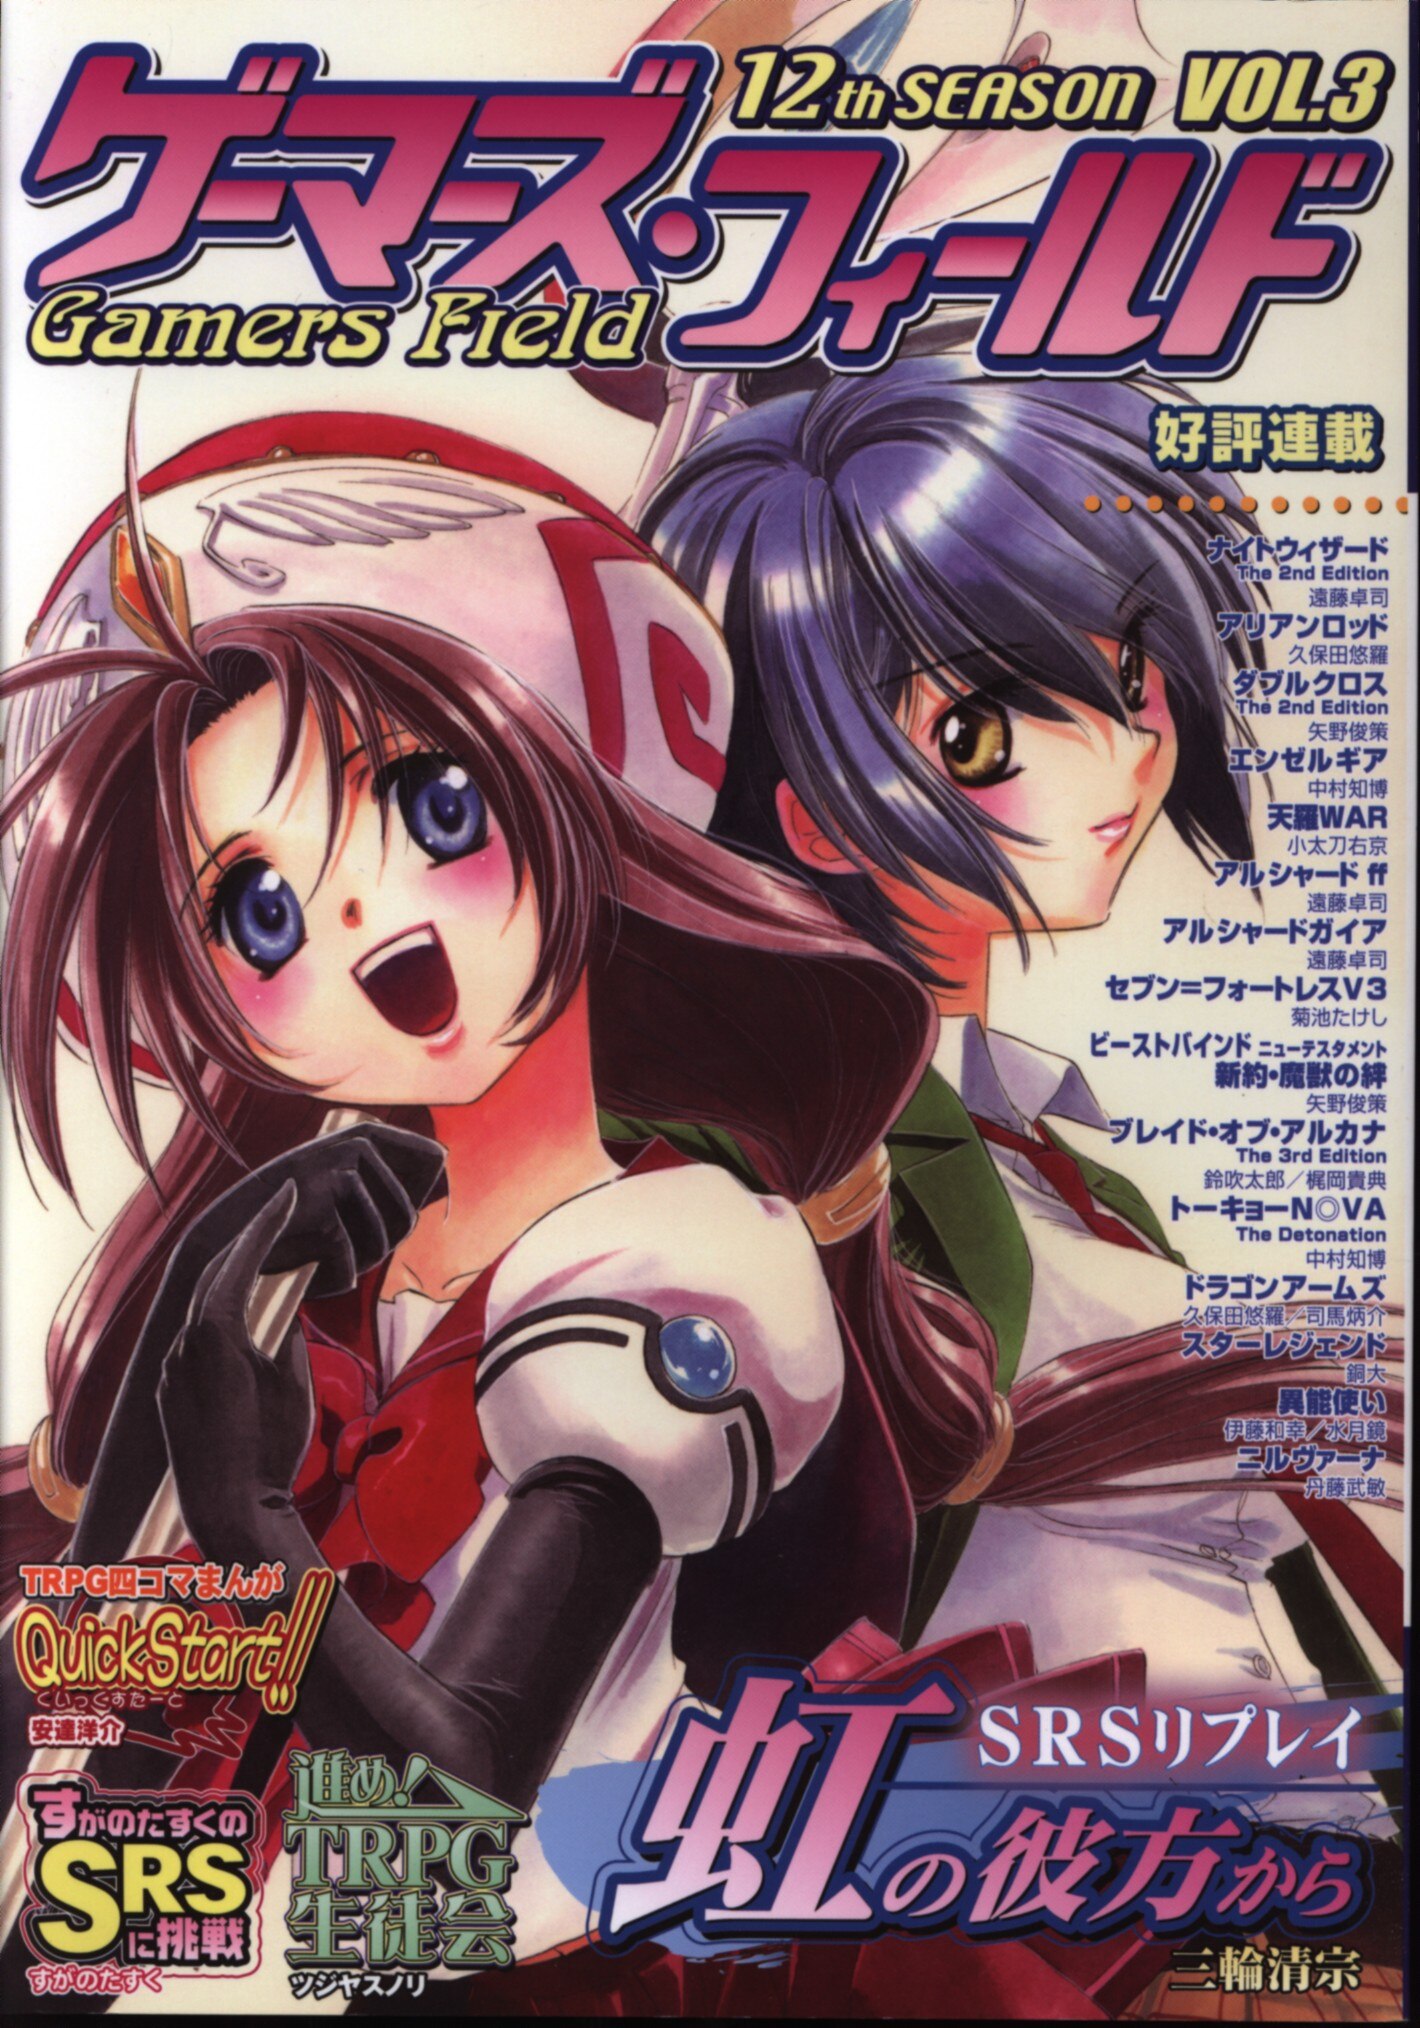 12th SEASON VOL.3
ゲーマーズ・フィールド
Gamers Field
好評連載
ナイトウィザード
The 2nd Edition
遠藤卓司
アリアンロッド
久保田悠羅
ダブルクロス
The 2nd Edition
矢野俊策
エンゼルギア
中村知博
天羅WAR
小太刀右京
アルシャード ff
遠藤卓司
アルシャードガイア
遠藤卓司
セブン=フォートレスV3
菊池たけし
ビーストバインド ニューテスタメント
新約・魔獣の絆
矢野俊策
ブレイド・オブ・アルカナ
The 3rd Edition
鈴吹太郎/梶岡貴典
トーキョーN◎VA
The Detonation
中村知博
ドラゴンアームズ
久保田悠羅/司馬炳介
スターレジェンド
銅大
異能使い
伊藤和幸/水月鏡
ニルヴァーナ
丹藤武敏
TRPG四コマまんが
QuickStart!!
くいっくすたーと
安達洋介
すがのたすくの
SRS
に挑戦
すがのたすく
進め!
TRPG
生徒会
ツジヤスノリ
SRSリプレイ
虹の彼方から
三輪清宗